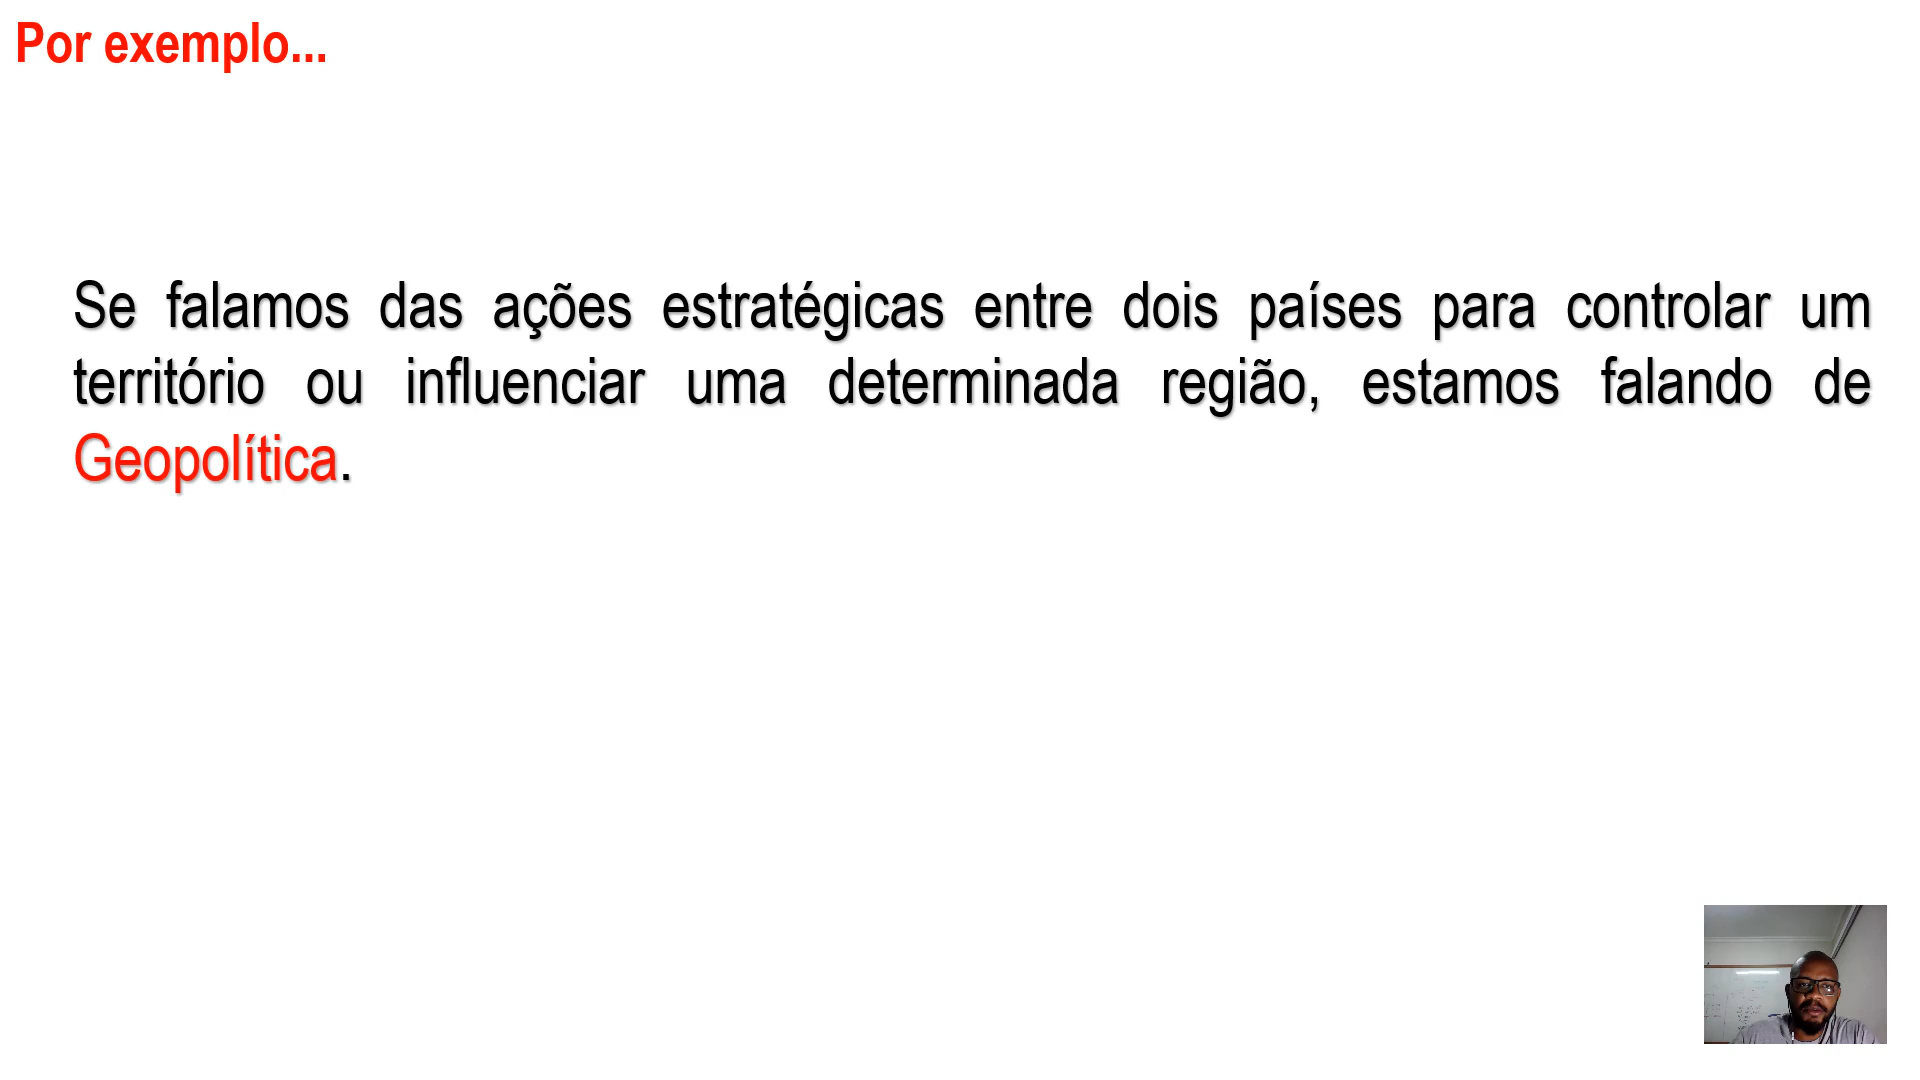 Por exemplo...
Se falamos das ações estratégicas entre dois países para controlar um
território ou influenciar uma determinada região, estamos falando de
Geopolítica.